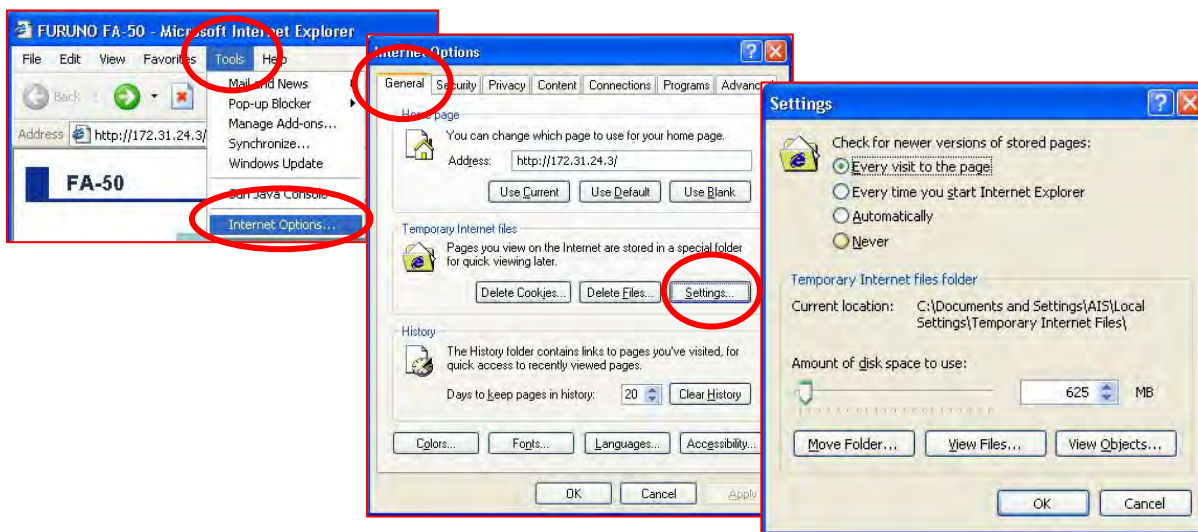 FURUNO FA-50 - Microsoft Internet Explorer
File Edit View Favorites Tools Help
Back
Address http://172.31.24.3/
FA-50
Mail and News
Pop-up Blocker
Manage Add-ons...
Synchronize...
Windows Update
Sun Java Console
Internet Options...
Internet Options
General Security Privacy Content Connections Programs Advanc
Home page
You can change which page to use for your home page.
Address: http://172.31.24.3/
Use Current Use Default Use Blank
Temporary Internet files
Pages you view on the Internet are stored in a special folder
for quick viewing later.
Delete Cookies... Delete Files... Settings...
History
The History folder contains links to pages you've visited, for
quick access to recently viewed pages.
Days to keep pages in history: 20 Clear History
Colors... Fonts... Languages... Accessibility...
OK Cancel Apply
Settings
Check for newer versions of stored pages:
Every visit to the page
Every time you start Internet Explorer
Automatically
Never
Temporary Internet files folder
Current location: C:\Documents and Settings\AIS\Local
Settings\Temporary Internet Files\
Amount of disk space to use:
625 MB
Move Folder... View Files... View Objects...
OK Cancel